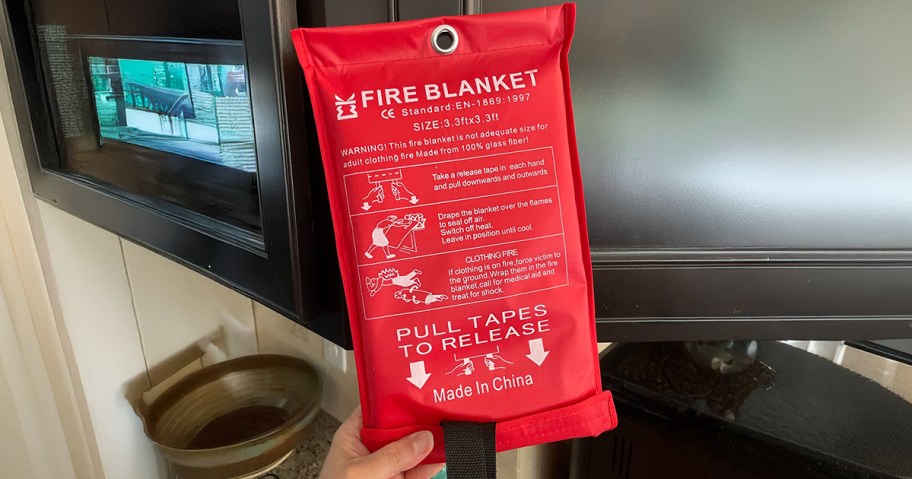 FIRE BLANKET
CE Standard:EN-1869:1997
SIZE:3.3ftx3.3ft
WARNING! This fire blanket is not adequate size for
adult clothing fire Made from 100% glass fiber!
Take a release tape in each hand
and pull downwards and outwards
Drape the blanket over the flames
to seal off air.
Switch off heat.
Leave in position until cool.
CLOTHING FIRE
If clothing is on fire,force victim to
the ground.Wrap them in the fire
blanket,call for medical aid and
treat for shock.
PULL TAPES
TO RELEASE
Made In China